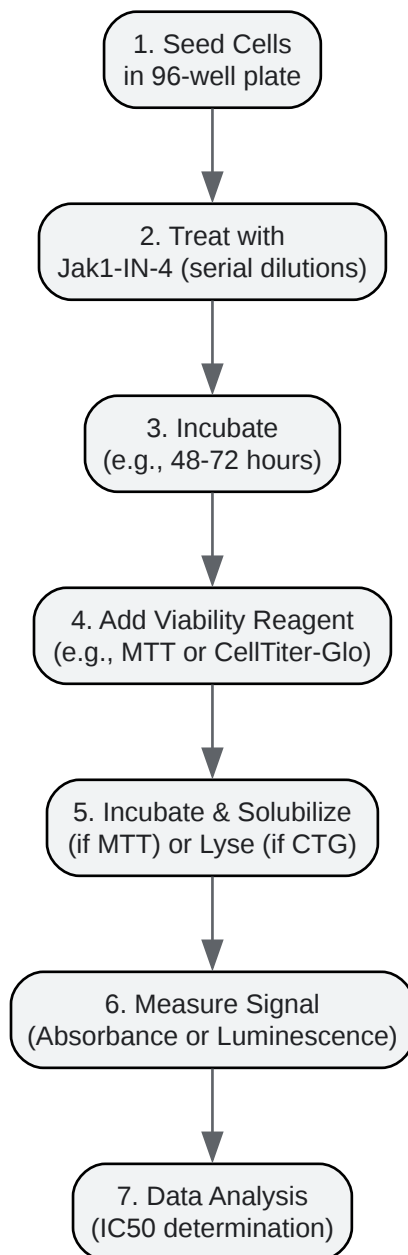 1. Seed Cells
in 96-well plate
2. Treat with
Jak1-IN-4 (serial dilutions)
3. Incubate
(e.g., 48-72 hours)
4. Add Viability Reagent
(e.g., MTT or CellTiter-Glo)
5. Incubate & Solubilize
(if MTT) or Lyse (if CTG)
6. Measure Signal
(Absorbance or Luminescence)
7. Data Analysis
(IC50 determination)